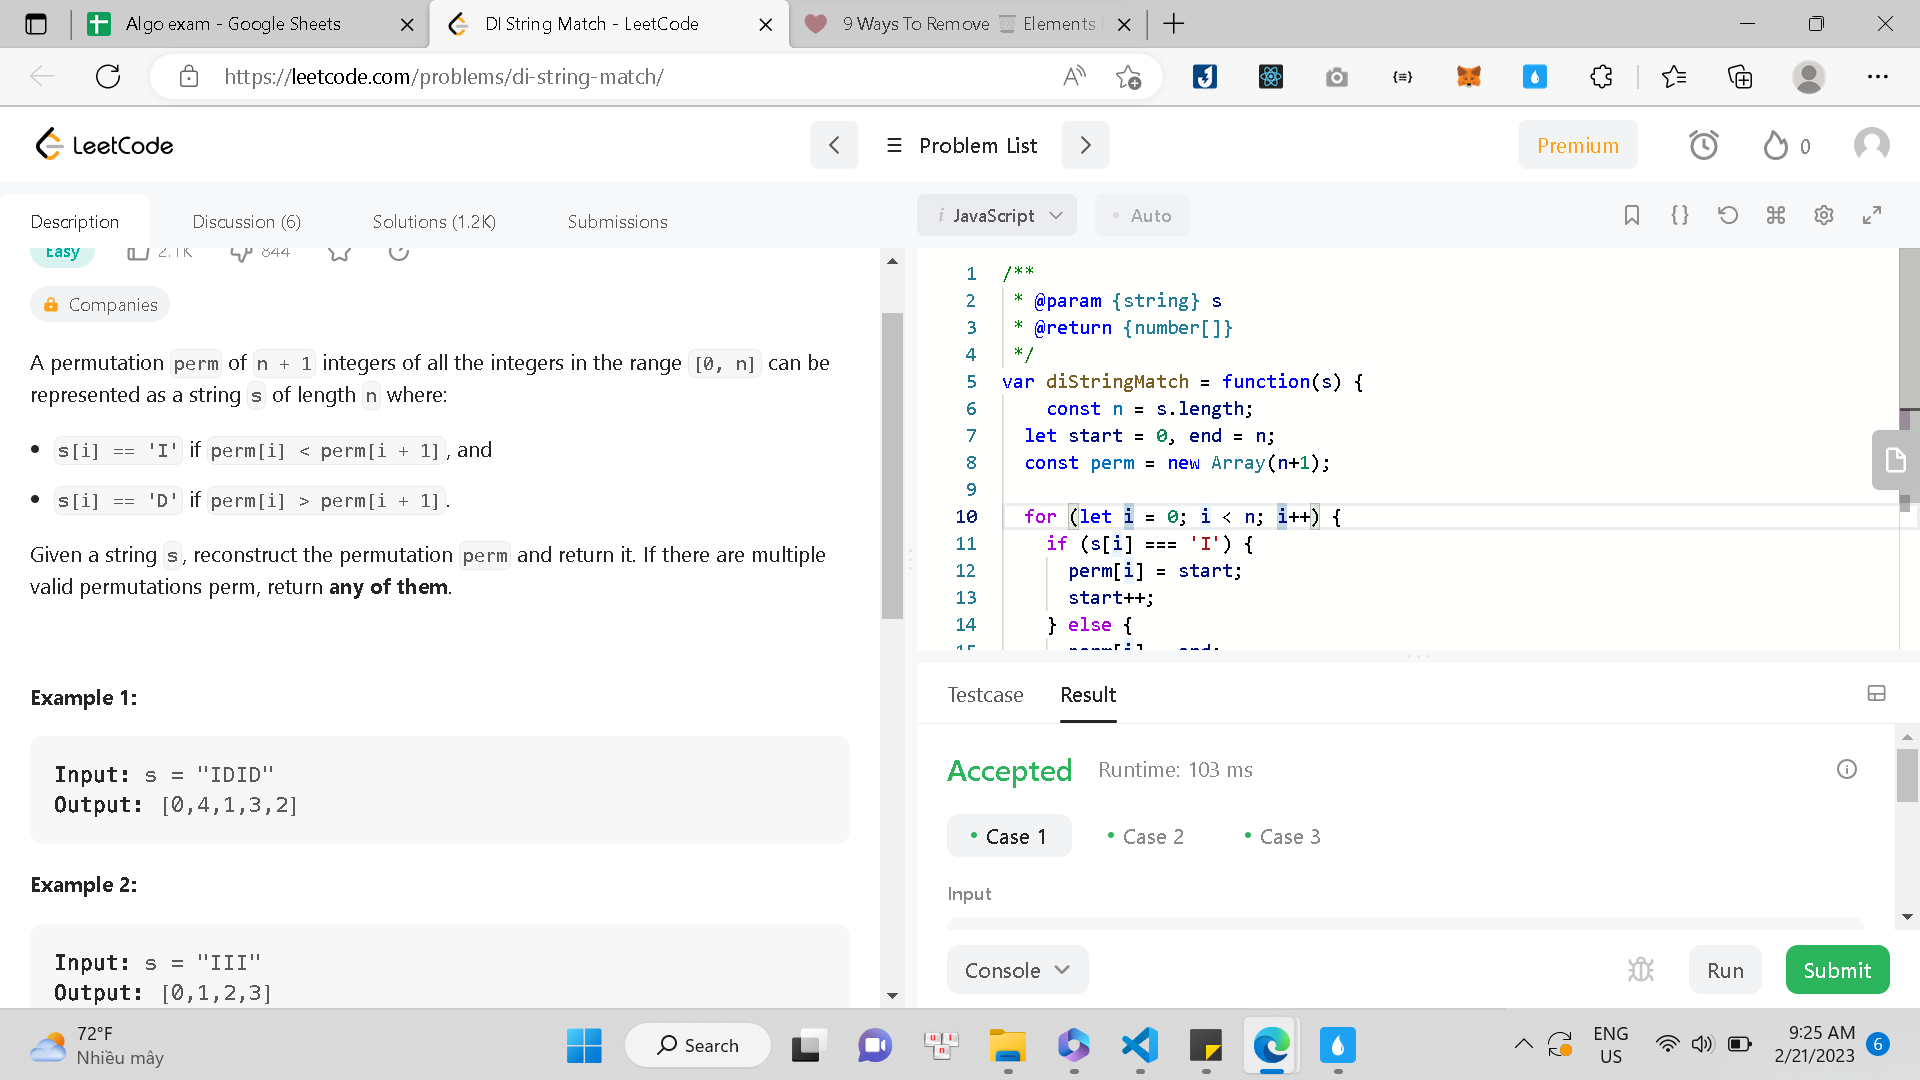 Algo exam - Google Sheets
DI String Match - LeetCode
9 Ways To Remove 🗑️ Elements
https://leetcode.com/problems/di-string-match/
LeetCode
Problem List
Premium
0
Description
Discussion (6)
Solutions (1.2K)
Submissions
i JavaScript
Auto
Easy
2.1K
844
Companies
A permutation perm of n + 1 integers of all the integers in the range [0, n] can be
represented as a string s of length n where:
• s[i] == 'I' if perm[i] < perm[i + 1], and
• s[i] == 'D' if perm[i] > perm[i + 1].
Given a string s, reconstruct the permutation perm and return it. If there are multiple
valid permutations perm, return any of them.
Example 1:
Input: s = "IDID"
Output: [0,4,1,3,2]
Example 2:
Input: s = "III"
Output: [0,1,2,3]
1 /**
2 * @param {string} s
3 * @return {number[]}
4 */
5 var diStringMatch = function(s) {
6 const n = s.length;
7 let start = 0, end = n;
8 const perm = new Array(n+1);
9
10 for (let i = 0; i < n; i++) {
11 if (s[i] === 'I') {
12 perm[i] = start;
13 start++;
14 } else {
15 perm[i] = end;
Testcase
Result
Accepted
Runtime: 103 ms
• Case 1
• Case 2
• Case 3
Input
Console
Run
Submit
72°F
Nhiều mây
Search
ENG
US
9:25 AM
2/21/2023
6